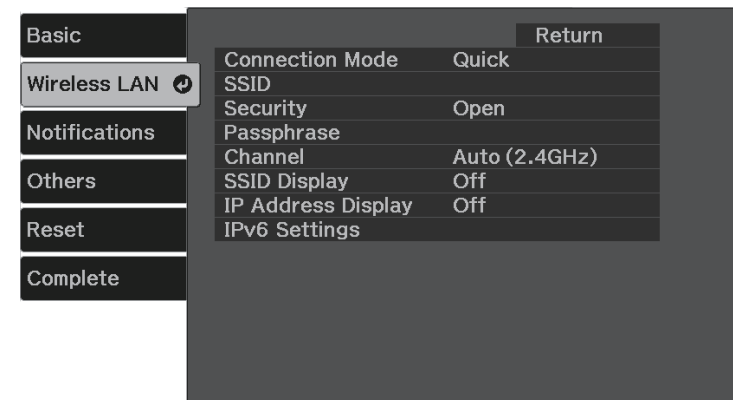 Basic
Wireless LAN
Notifications
Others
Reset
Complete
Return
Connection Mode Quick
SSID
Security Open
Passphrase
Channel Auto (2.4GHz)
SSID Display Off
IP Address Display Off
IPv6 Settings